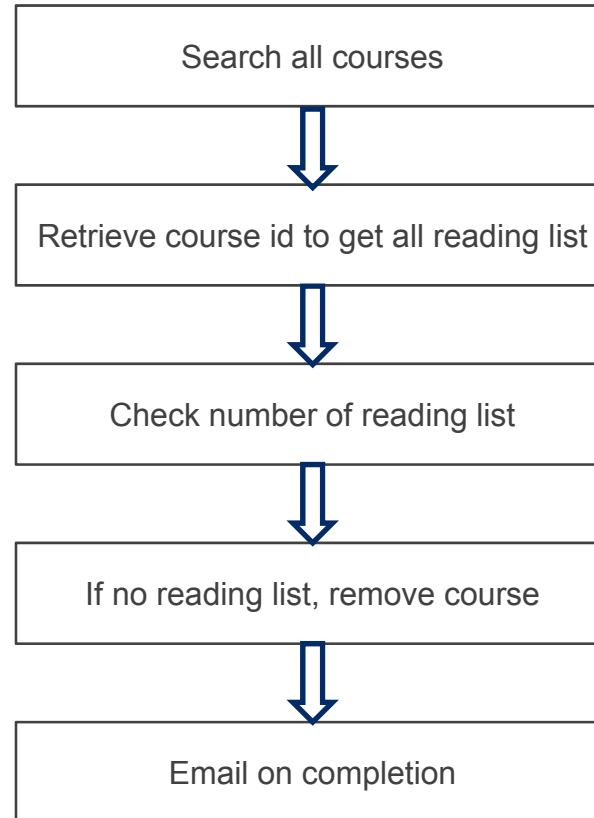 Search all courses
Retrieve course id to get all reading list
Check number of reading list
If no reading list, remove course
Email on completion